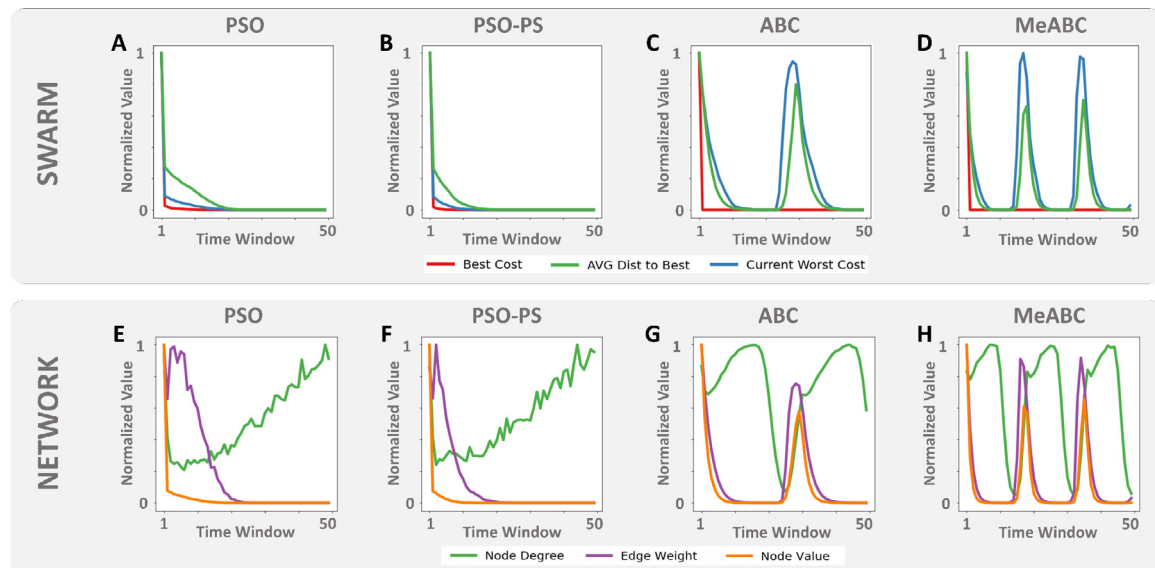 PSO
PSO-PS
ABC
MeABC
A
B
C
D
SWARM
Normalized Value
1
0
1
50
Time Window
Normalized Value
1
0
1
50
Time Window
Normalized Value
1
0
1
50
Time Window
Normalized Value
1
0
1
50
Time Window
Best Cost
AVG Dist to Best
Current Worst Cost
PSO
PSO-PS
ABC
MeABC
E
F
G
H
NETWORK
Normalized Value
1
0
1
50
Time Window
Normalized Value
1
0
1
50
Time Window
Normalized Value
1
0
1
50
Time Window
Normalized Value
1
0
1
50
Time Window
Node Degree
Edge Weight
Node Value